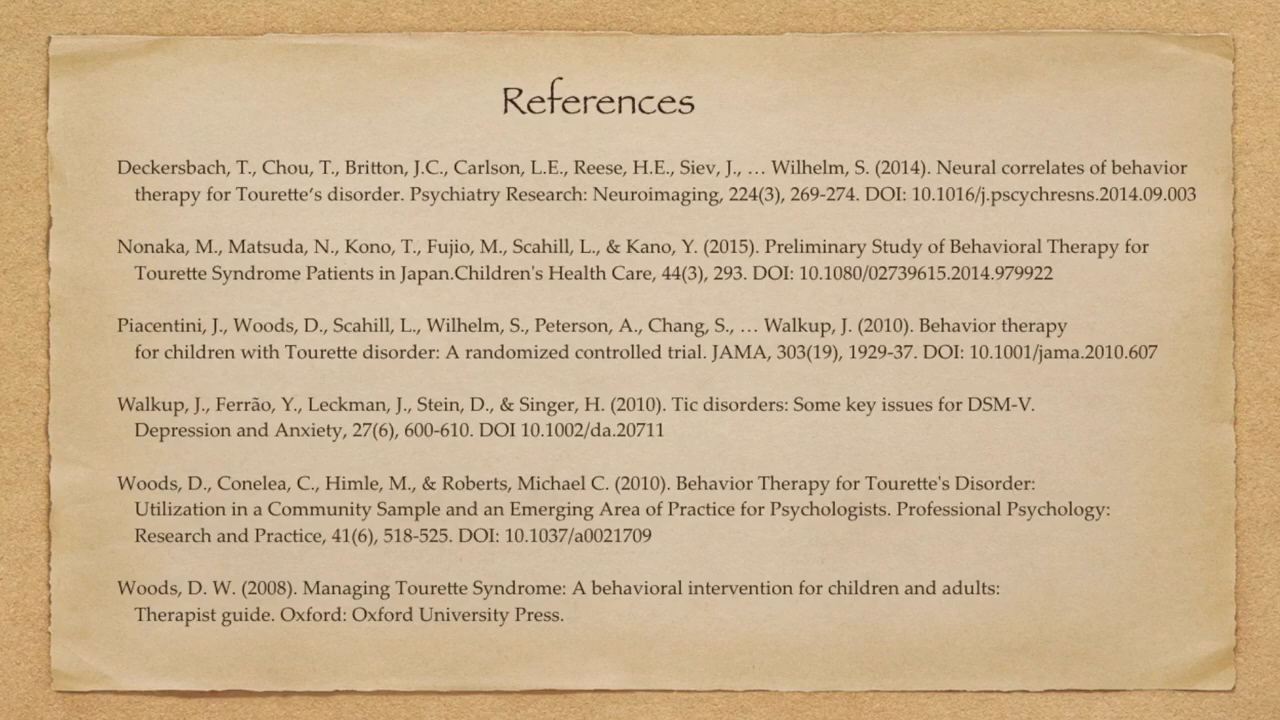 References
Deckersbach, T., Chou, T., Britton, J.C., Carlson, L.E., Reese, H.E., Siev, J., … Wilhelm, S. (2014). Neural correlates of behavior
therapy for Tourette’s disorder. Psychiatry Research: Neuroimaging, 224(3), 269-274. DOI: 10.1016/j.pscychresns.2014.09.003
Nonaka, M., Matsuda, N., Kono, T., Fujio, M., Scahill, L., & Kano, Y. (2015). Preliminary Study of Behavioral Therapy for
Tourette Syndrome Patients in Japan.Children's Health Care, 44(3), 293. DOI: 10.1080/02739615.2014.979922
Piacentini, J., Woods, D., Scahill, L., Wilhelm, S., Peterson, A., Chang, S., … Walkup, J. (2010). Behavior therapy
for children with Tourette disorder: A randomized controlled trial. JAMA, 303(19), 1929-37. DOI: 10.1001/jama.2010.607
Walkup, J., Ferrão, Y., Leckman, J., Stein, D., & Singer, H. (2010). Tic disorders: Some key issues for DSM-V.
Depression and Anxiety, 27(6), 600-610. DOI 10.1002/da.20711
Woods, D., Conelea, C., Himle, M., & Roberts, Michael C. (2010). Behavior Therapy for Tourette's Disorder:
Utilization in a Community Sample and an Emerging Area of Practice for Psychologists. Professional Psychology:
Research and Practice, 41(6), 518-525. DOI: 10.1037/a0021709
Woods, D. W. (2008). Managing Tourette Syndrome: A behavioral intervention for children and adults:
Therapist guide. Oxford: Oxford University Press.